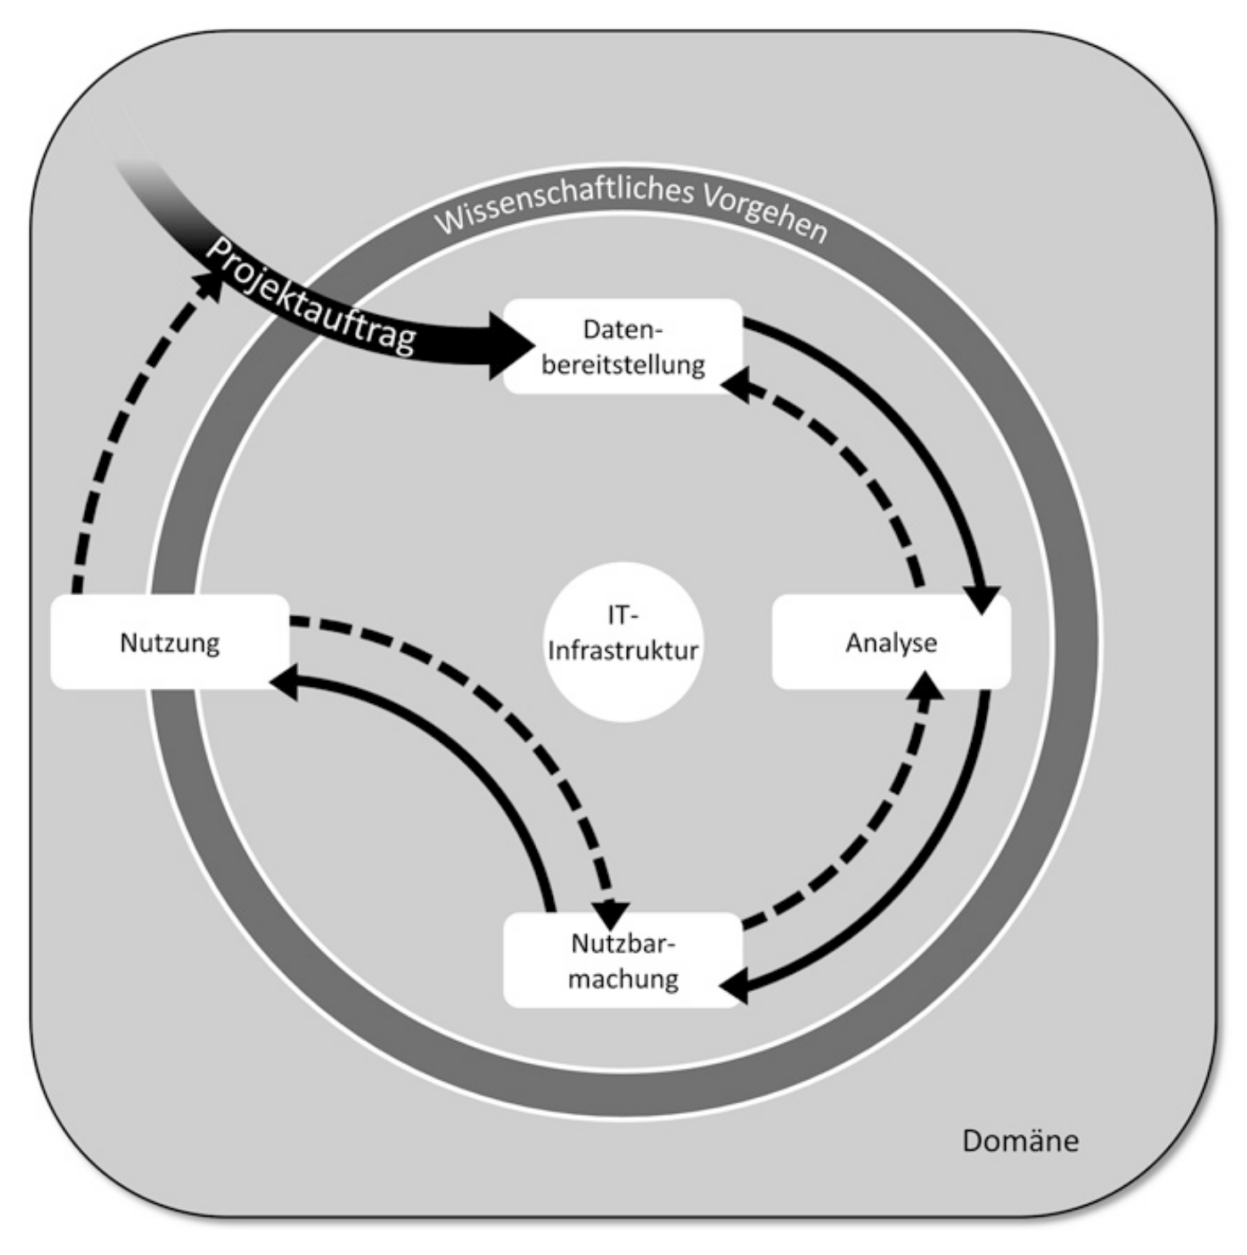 Wissenschaftliches Vorgehen
Projektauftrag
Daten-
bereitstellung
IT-
Infrastruktur
Nutzung
Analyse
Nutzbar-
machung
Domäne